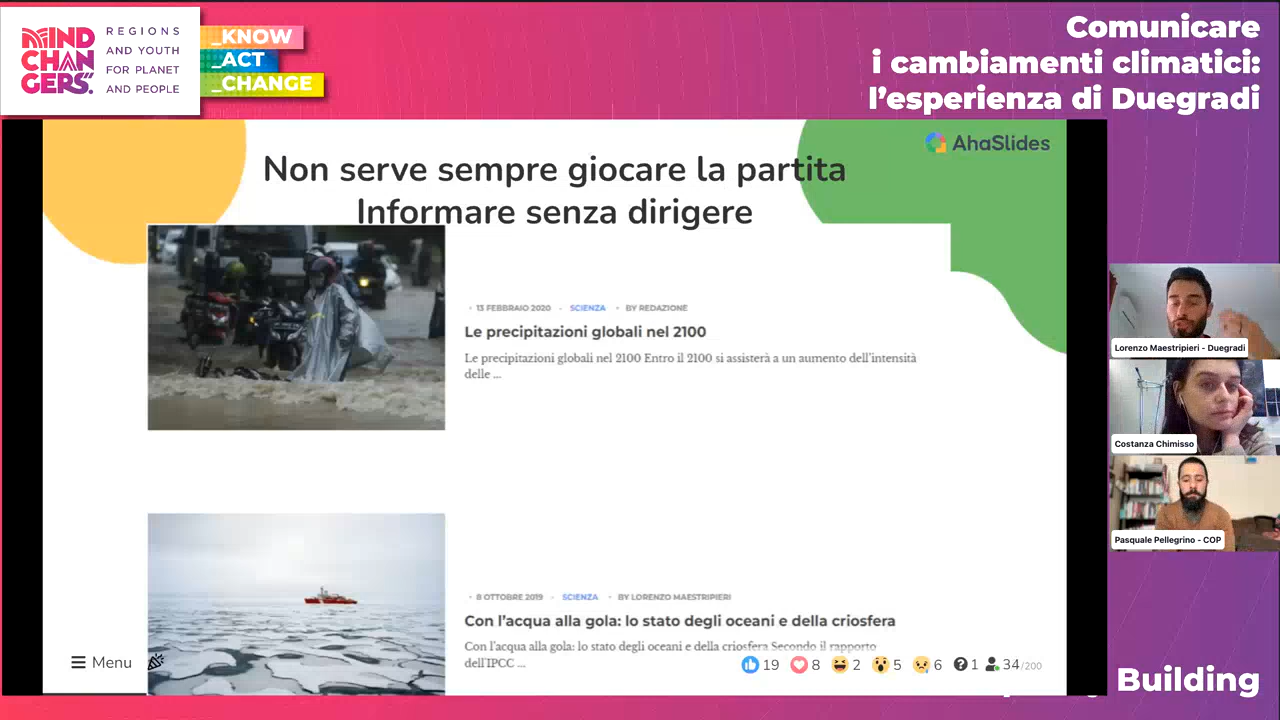 MIND
CHAN
GERS
REGIONS
AND YOUTH
FOR PLANET
AND PEOPLE
_KNOW
_ACT
_CHANGE
Comunicare
i cambiamenti climatici:
l'esperienza di Duegradi
AhaSlides
Non serve sempre giocare la partita
Informare senza dirigere
• 13 FEBBRAIO 2020 • SCIENZA • BY REDAZIONE
Le precipitazioni globali nel 2100
Le precipitazioni globali nel 2100 Entro il 2100 si assisterà a un aumento dell'intensità
delle ...
• 8 OTTOBRE 2019 • SCIENZA • BY LORENZO MAESTRIPIERI
Con l'acqua alla gola: lo stato degli oceani e della criosfera
Con l'acqua alla gola: lo stato degli oceani e della criosfera Secondo il rapporto
dell'IPCC ...
Menu
19 8 2 5 6 1 34/200
Lorenzo Maestripieri - Duegradi
Costanza Chimisso
Pasquale Pellegrino - COP
Building